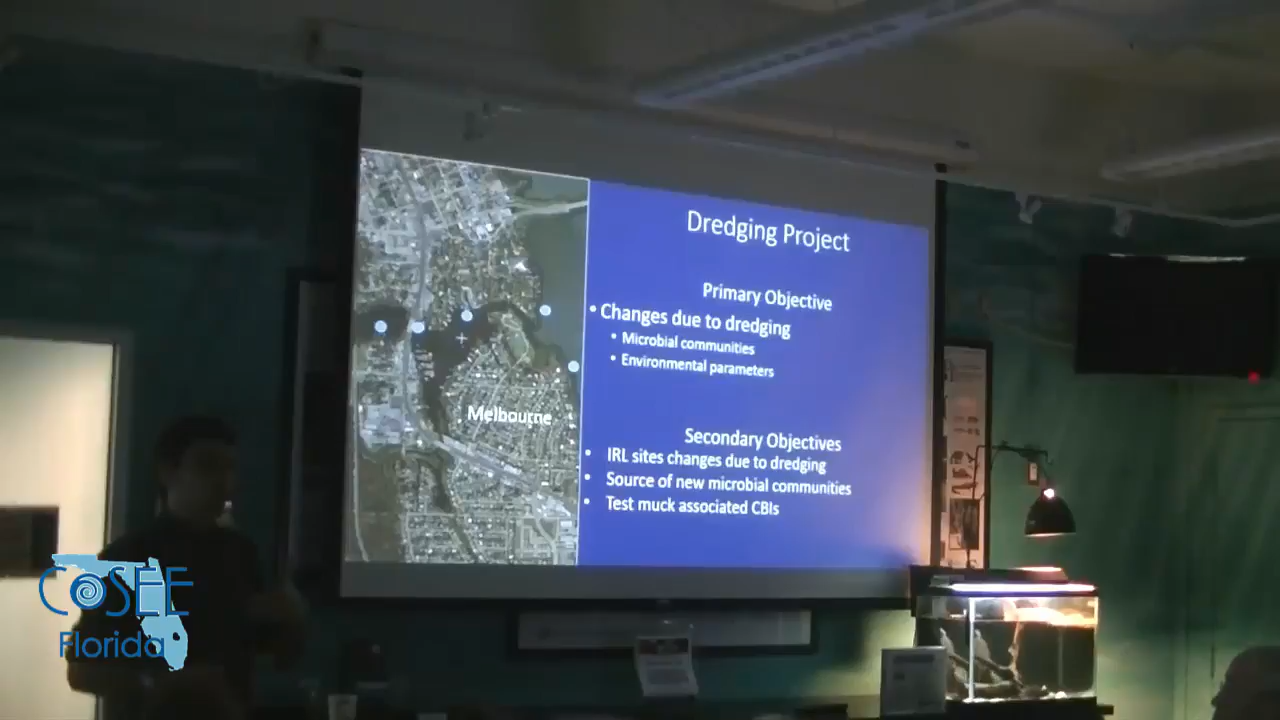 Dredging Project
Primary Objective
• Changes due to dredging
• Microbial communities
• Environmental parameters
Melbourne
Secondary Objectives
• IRL sites changes due to dredging
• Source of new microbial communities
• Test muck associated CBIs
COSEE
Florida